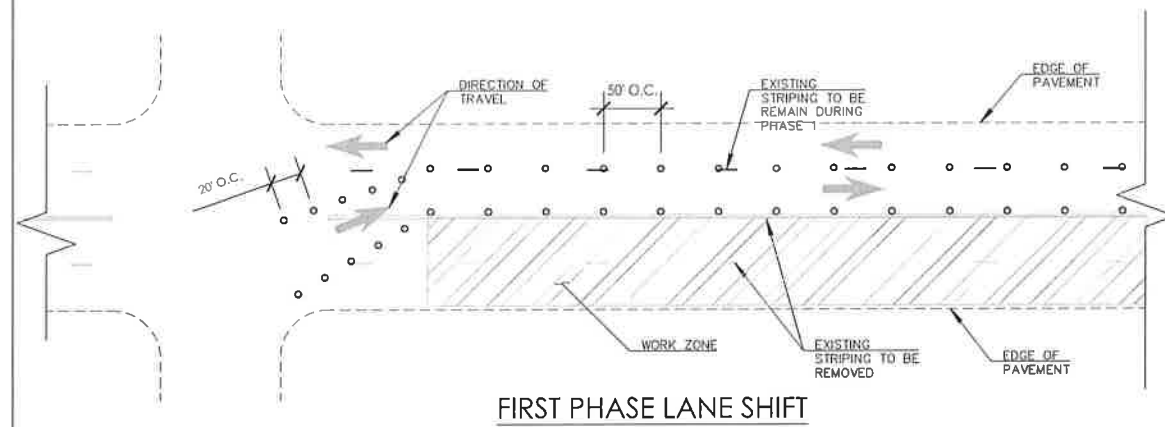 DIRECTION OF
TRAVEL
50' O.C.
EXISTING
STRIPING TO BE
REMAIN DURING
PHASE 1
EDGE OF
PAVEMENT
20' O.C.
WORK ZONE
EXISTING
STRIPING TO BE
REMOVED
EDGE OF
PAVEMENT
FIRST PHASE LANE SHIFT